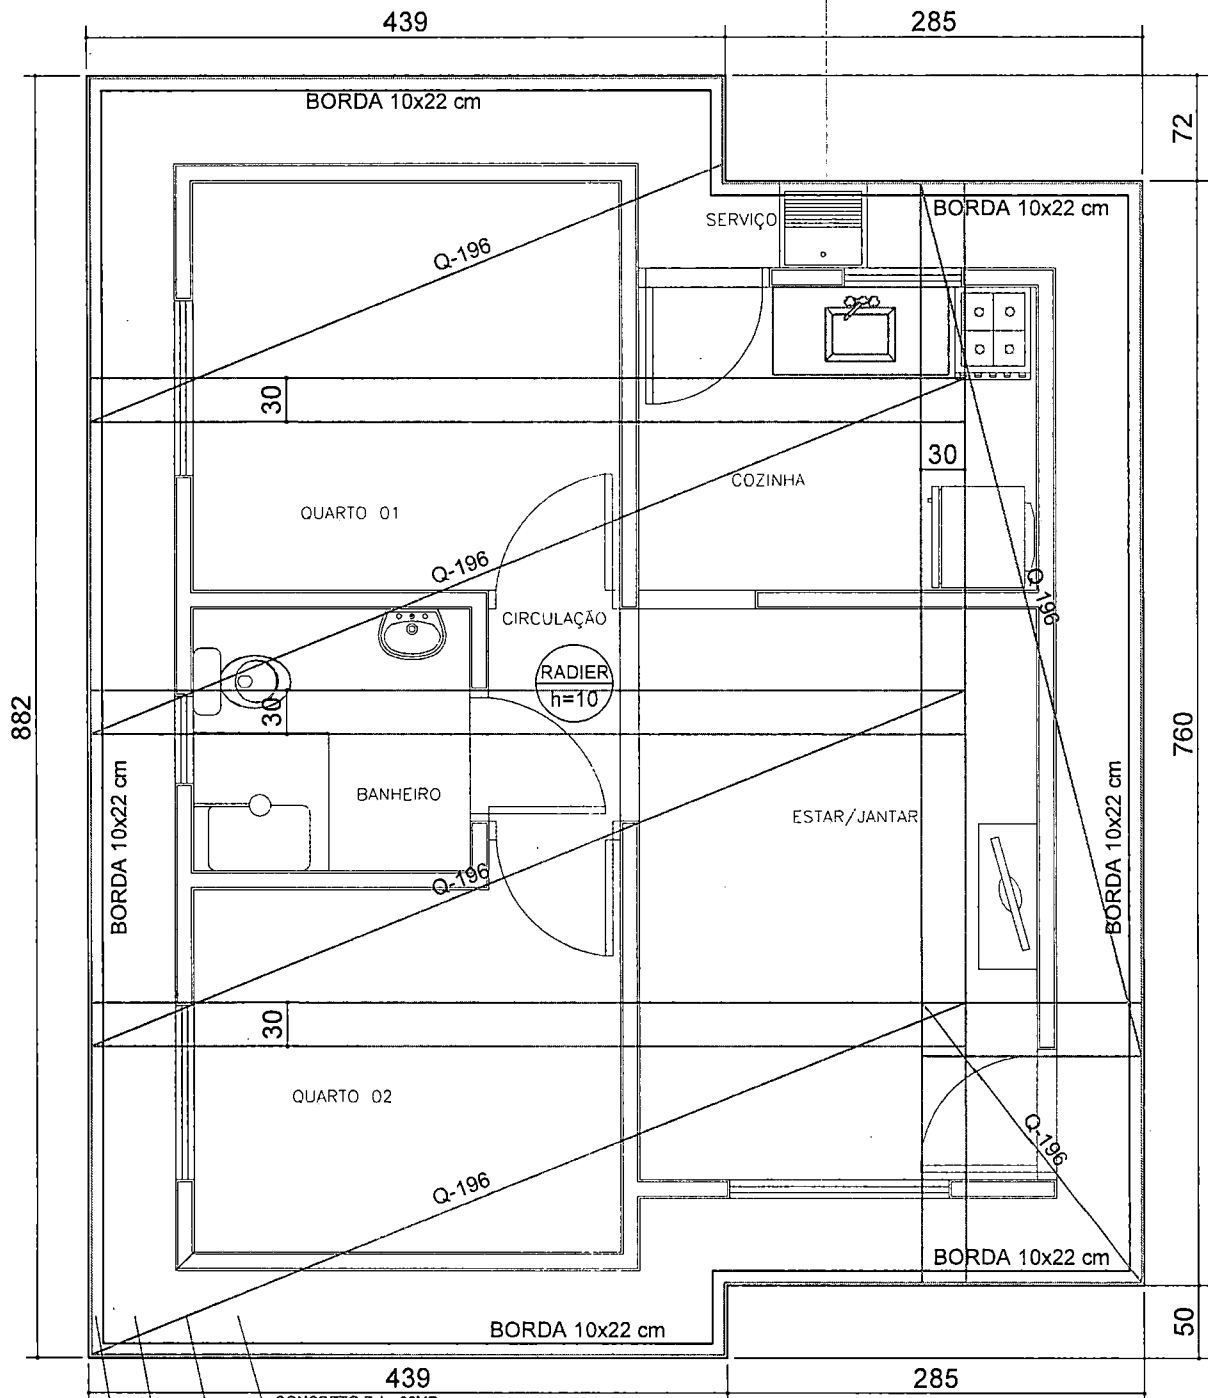 439
285
BORDA 10x22 cm
72
BORDA 10x22 cm
SERVIÇO
Q-196
30
30
COZINHA
QUARTO 01
Q-196
Q-196
CIRCULAÇÃO
RADIER
h=10
30
882
760
BORDA 10x22 cm
BANHEIRO
ESTAR/JANTAR
BORDA 10x22 cm
Q-196
30
QUARTO 02
Q-196
Q-196
BORDA 10x22 cm
50
BORDA 10x22 cm
439
285